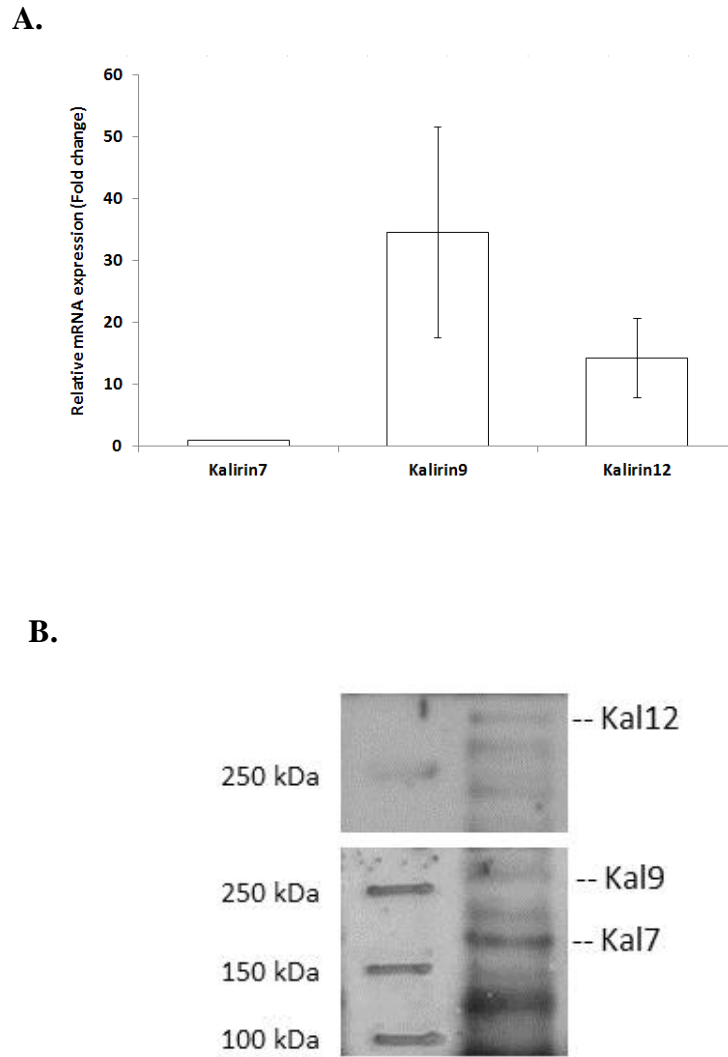 A.
Relative mRNA expression (Fold change)
60
50
40
30
20
10
0
Kalirin7
Kalirin9
Kalirin12
B.
-- Kal12
250 kDa
-- Kal9
250 kDa
-- Kal7
150 kDa
100 kDa